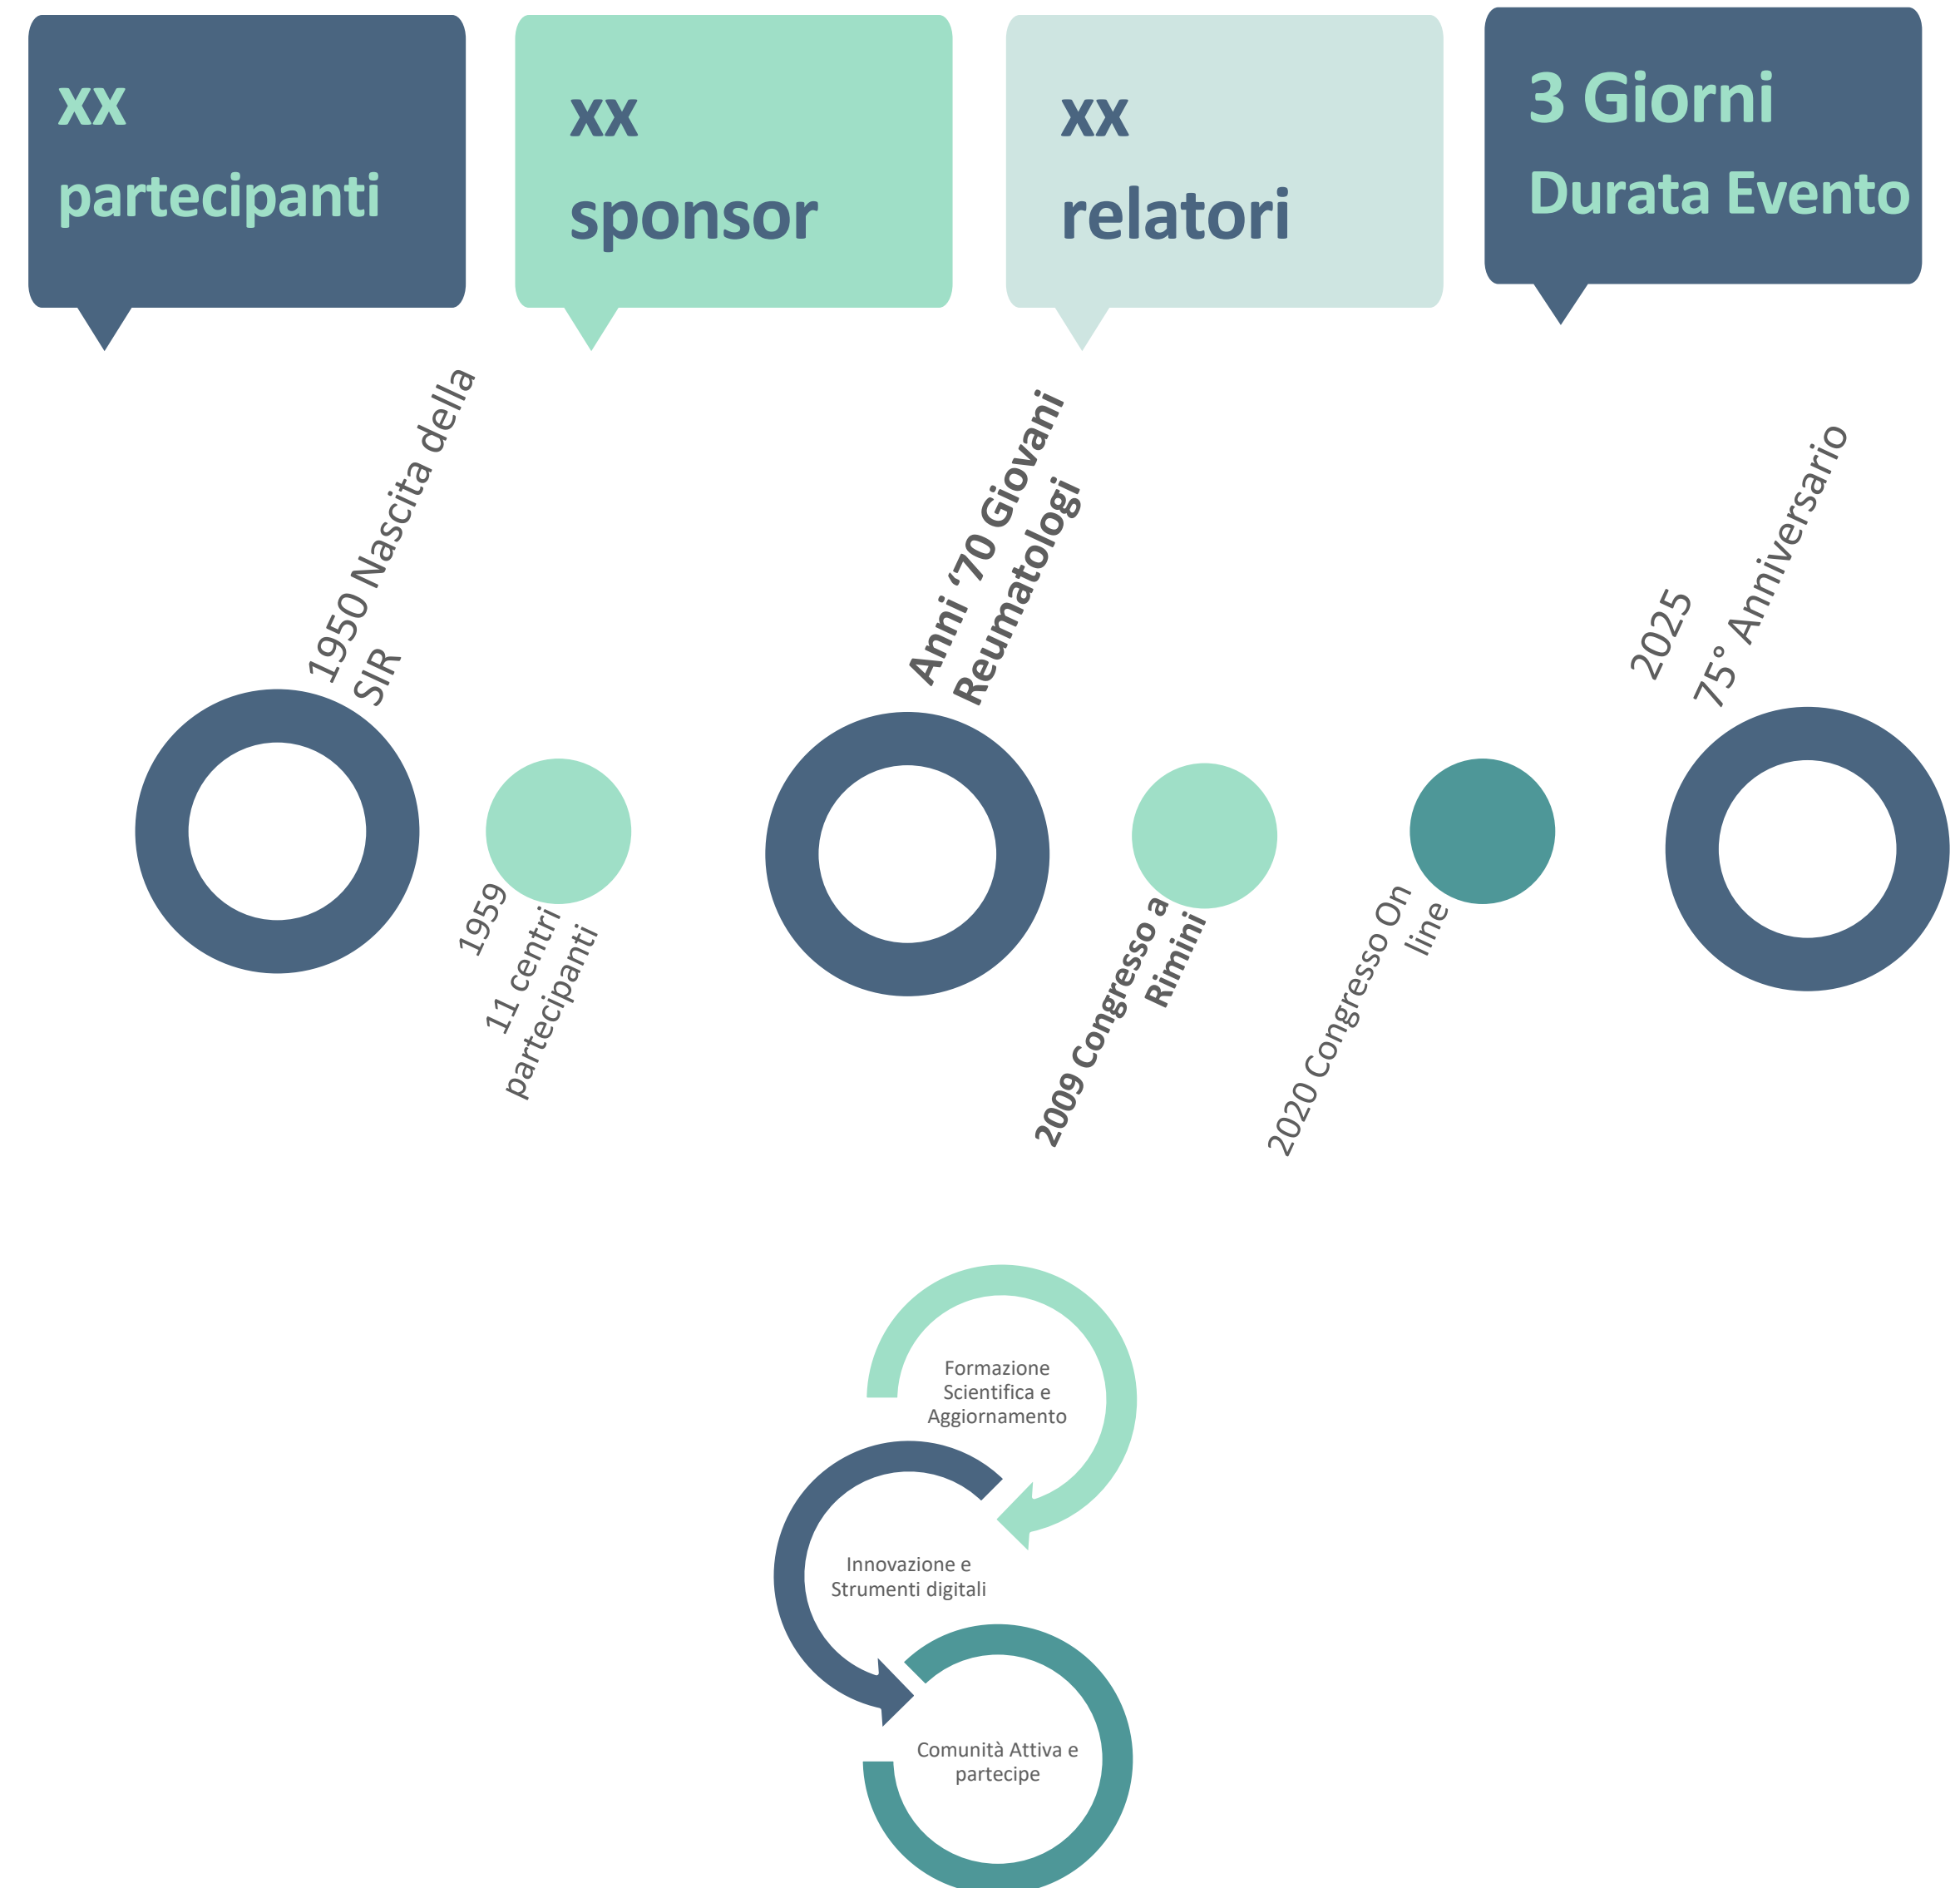 xx
partecipanti
xx
sponsor
xx
relatori
3 Giorni
Durata Evento
1950 Nascita della
SIR
1959
11 centri
partecipanti
Anni ‘70 Giovani
Reumatologi
2009 Congresso a
Rimini
2020 Congresso On
line
2025
75° Anniversario
Formazione
Scientifica e
Aggiornamento
Innovazione e
Strumenti digitali
Comunità Attiva e
partecipe